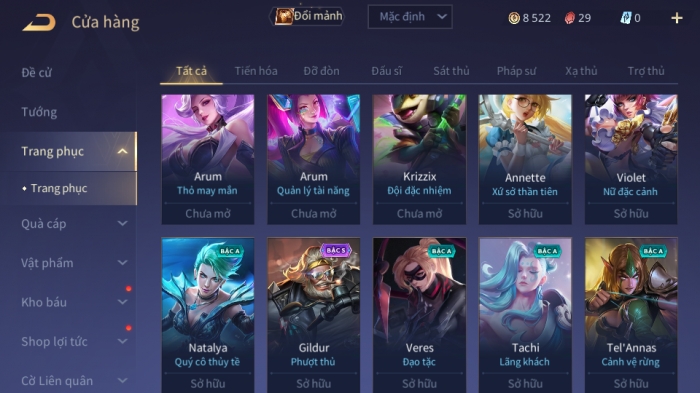 Cửa hàng
Đổi mảnh
Mặc định
8 522
29
0
Đề cử
Tướng
Trang phục
Trang phục
Quà cáp
Vật phẩm
Kho báu
Shop lợi tức
Cờ Liên quân
Tất cả Tiến hóa Đỡ đòn Đấu sĩ Sát thủ Pháp sư Xạ thủ Trợ thủ
Arum
Thỏ may mắn
Chưa mở
Arum
Quản lý tài năng
Chưa mở
Krizzix
Đội đặc nhiệm
Chưa mở
Annette
Xứ sở thần tiên
Sở hữu
Violet
Nữ đặc cảnh
Sở hữu
BẬC A
Natalya
Quý cô thủy tề
Sở hữu
BẬC S
Gildur
Phượt thủ
Sở hữu
BẬC A
Veres
Đạo tặc
Sở hữu
BẬC A
Tachi
Lãng khách
Sở hữu
BẬC A
Tel'Annas
Cảnh vệ rừng
Sở hữu